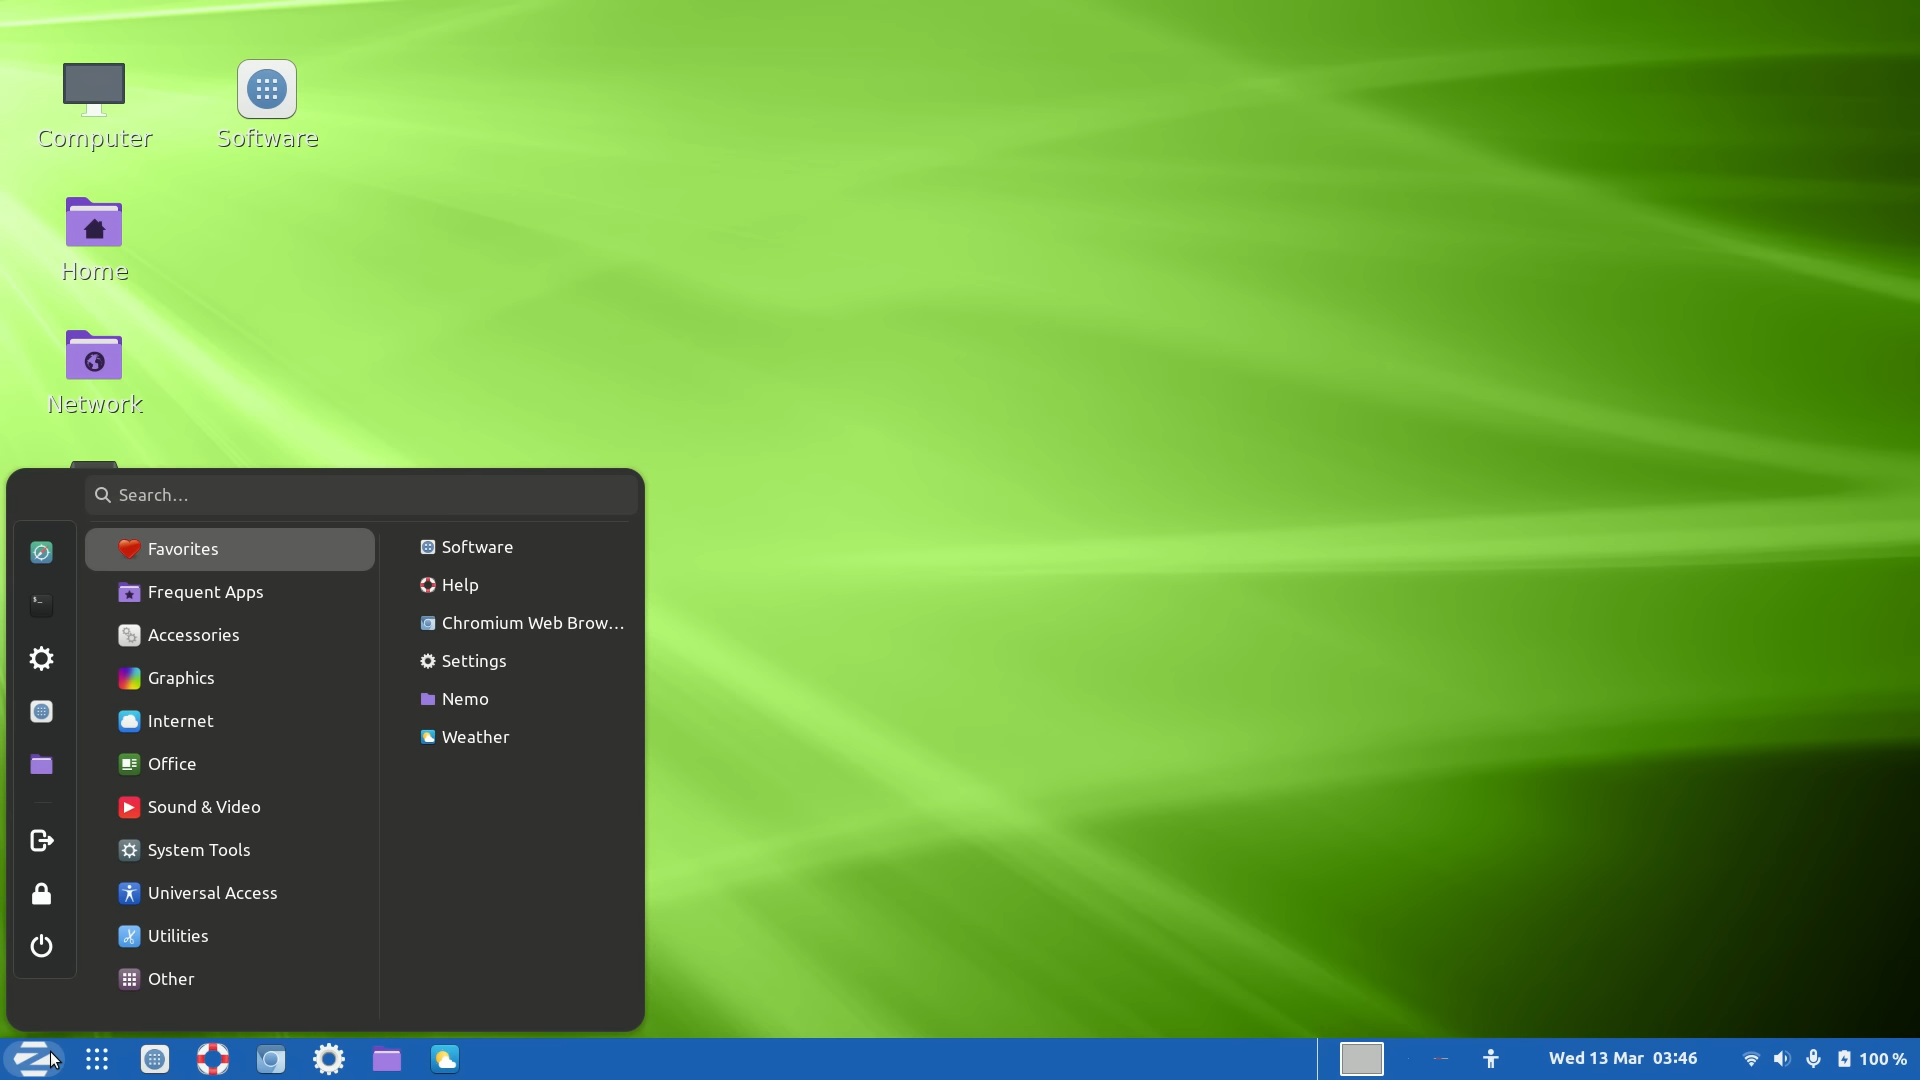 Computer
Software
Home
Network
Search...
Favorites
Frequent Apps
Accessories
Graphics
Internet
Office
Sound & Video
System Tools
Universal Access
Utilities
Other
Software
Help
Chromium Web Brow...
Settings
Nemo
Weather
Wed 13 Mar 03:46
100 %